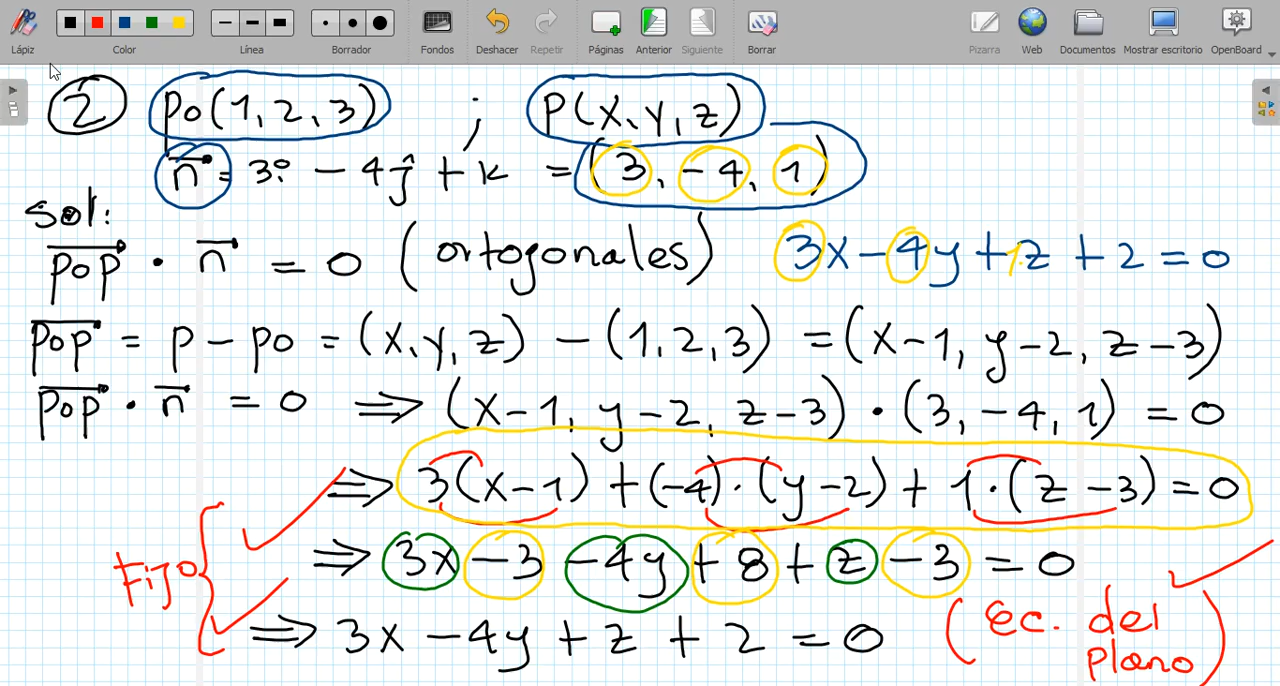 Lápiz Color Línea Borrador Fondos Deshacer Repetir Páginas Anterior Siguiente Borrar Pizarra Web Documentos Mostrar escritorio OpenBoard
2 Po(1,2,3) ; P(X,Y,Z)
n⃗ = 3i − 4ĵ + k = (3,−4,1)
Sol:
PoP⃗ · n⃗ = 0 (ortogonales) 3x−4y+1z+2=0
PoP⃗ = P − Po = (X,Y,Z) − (1,2,3) = (X−1, y−2, z−3)
PoP⃗ · n⃗ = 0 ⇒ (X−1, y−2, z−3) · (3,−4,1) = 0
⇒ 3(X−1) + (−4)·(y−2) + 1·(z−3) = 0
Fijo
⇒ 3x −3 −4y +8 + z −3 = 0
⇒ 3x − 4y + z + 2 = 0
(Ec. del
plano)